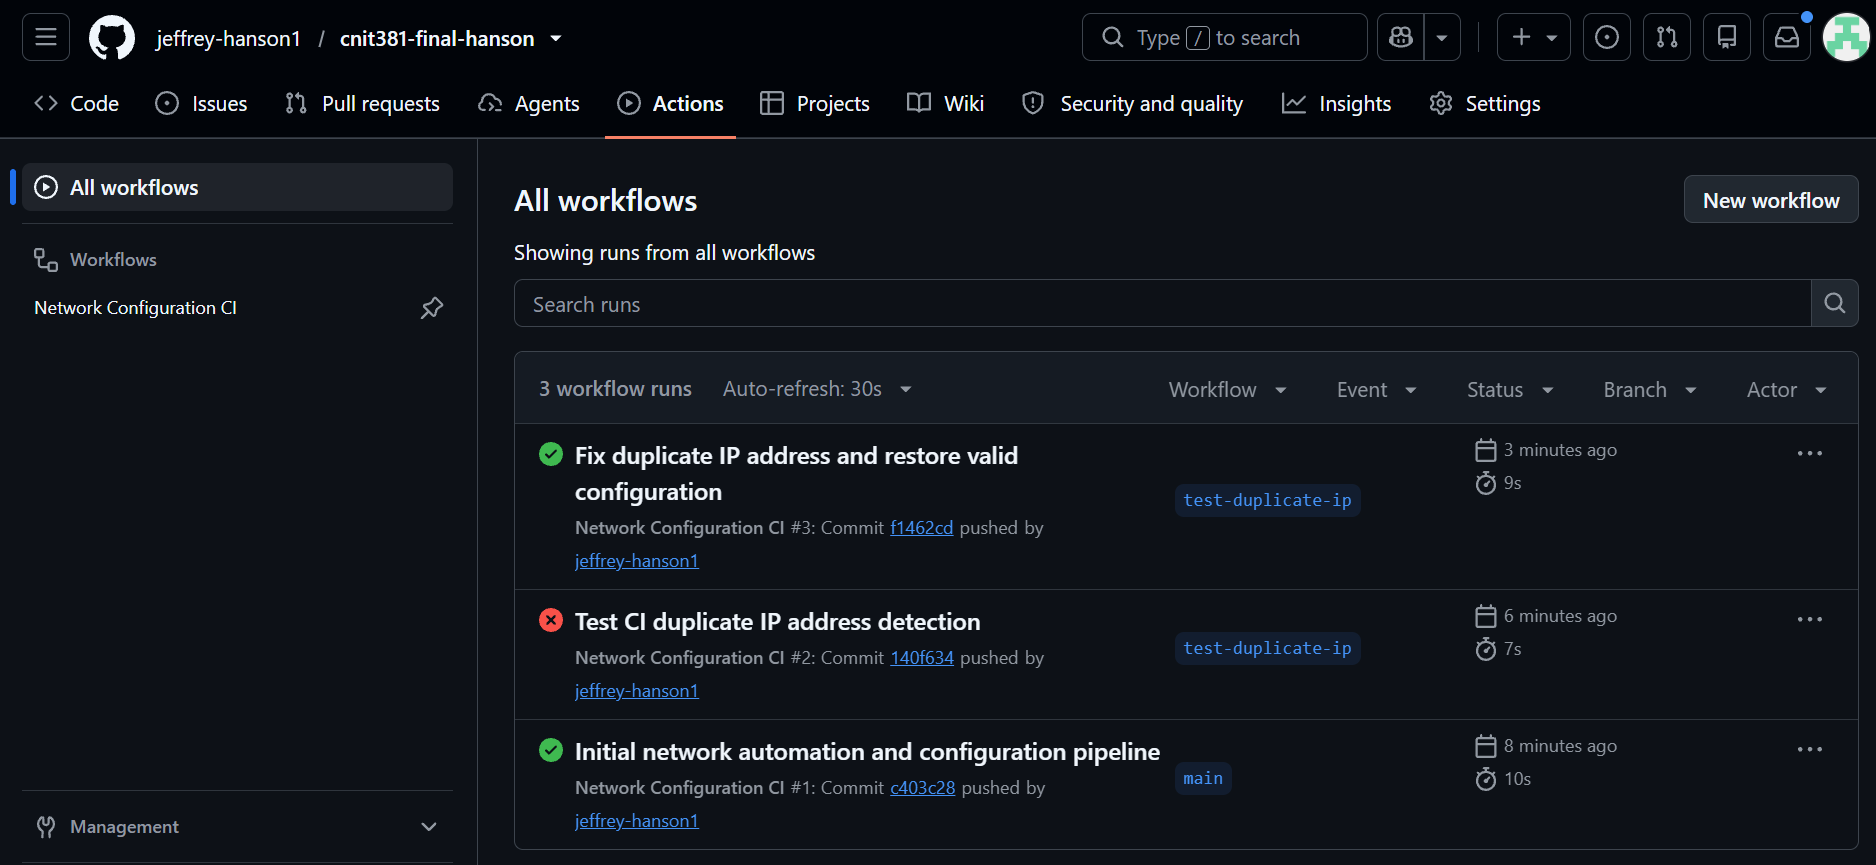 jeffrey-hanson1 / cnit381-final-hanson
Type / to search
Code Issues Pull requests Agents Actions Projects Wiki Security and quality Insights Settings
All workflows
Workflows
Network Configuration CI
Management
All workflows
New workflow
Showing runs from all workflows
Search runs
3 workflow runs Auto-refresh: 30s Workflow Event Status Branch Actor
Fix duplicate IP address and restore valid
configuration
Network Configuration CI #3: Commit f1462cd pushed by
jeffrey-hanson1
test-duplicate-ip
3 minutes ago
9s
Test CI duplicate IP address detection
Network Configuration CI #2: Commit 140f634 pushed by
jeffrey-hanson1
test-duplicate-ip
6 minutes ago
7s
Initial network automation and configuration pipeline
Network Configuration CI #1: Commit c403c28 pushed by
jeffrey-hanson1
main
8 minutes ago
10s